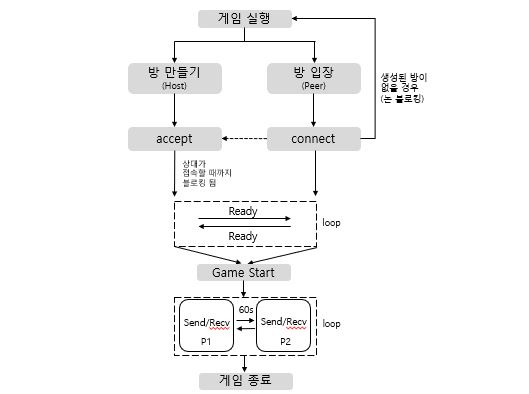 게임 실행
방 만들기
(Host)
방 입장
(Peer)
생성된 방이
없을 경우
(논 블로킹)
accept
connect
상대가
접속할 때까지
블로킹 됨
Ready
Ready
loop
Game Start
60s
Send/Recv
P1
Send/Recv
P2
loop
게임 종료